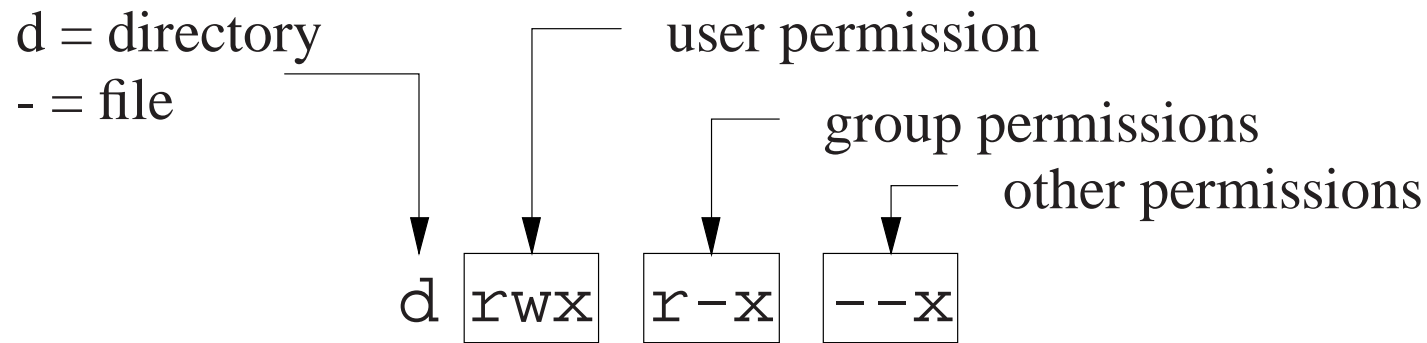 d = directory
- = file
user permission
group permissions
other permissions
d rwx r-x --x